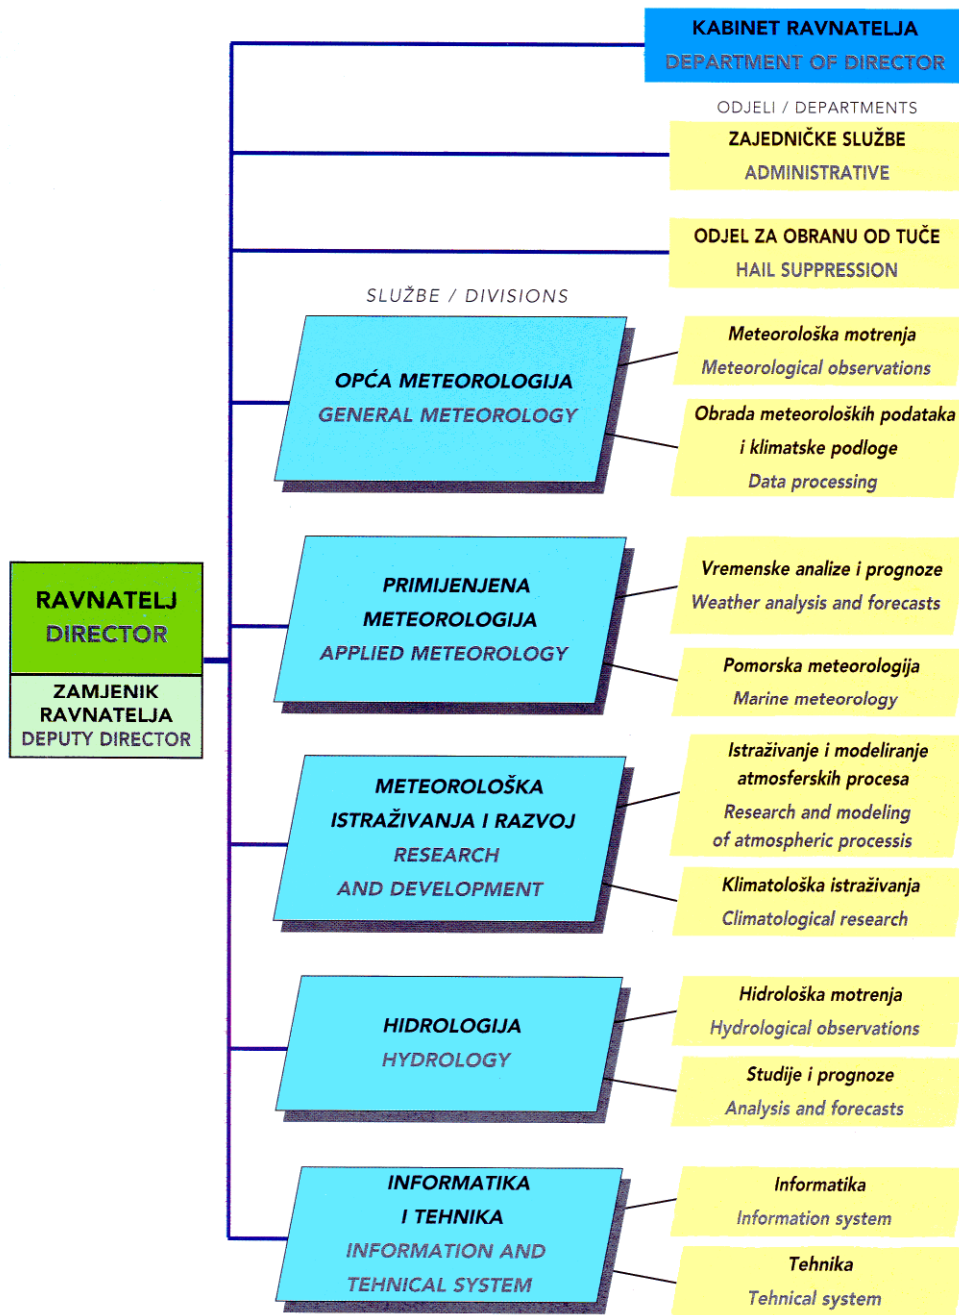 KABINET RAVNATELJA
DEPARTMENT OF DIRECTOR
ODJELI / DEPARTMENTS
ZAJEDNIČKE SLUŽBE
ADMINISTRATIVE
ODJEL ZA OBRANU OD TUČE
HAIL SUPPRESSION
SLUŽBE / DIVISIONS
OPĆA METEOROLOGIJA
GENERAL METEOROLOGY
Meteorološka motrenja
Meteorological observations
Obrada meteoroloških podataka
i klimatske podloge
Data processing
RAVNATELJ
DIRECTOR
ZAMJENIK
RAVNATELJA
DEPUTY DIRECTOR
PRIMIJENJENA
METEOROLOGIJA
APPLIED METEOROLOGY
Vremenske analize i prognoze
Weather analysis and forecasts
Pomorska meteorologija
Marine meteorology
METEOROLOŠKA
ISTRAŽIVANJA I RAZVOJ
RESEARCH
AND DEVELOPMENT
Istraživanje i modeliranje
atmosferskih procesa
Research and modeling
of atmospheric processis
Klimatološka istraživanja
Climatological research
HIDROLOGIJA
HYDROLOGY
Hidrološka motrenja
Hydrological observations
Studije i prognoze
Analysis and forecasts
INFORMATIKA
I TEHNIKA
INFORMATION AND
TEHNICAL SYSTEM
Informatika
Information system
Tehnika
Tehnical system